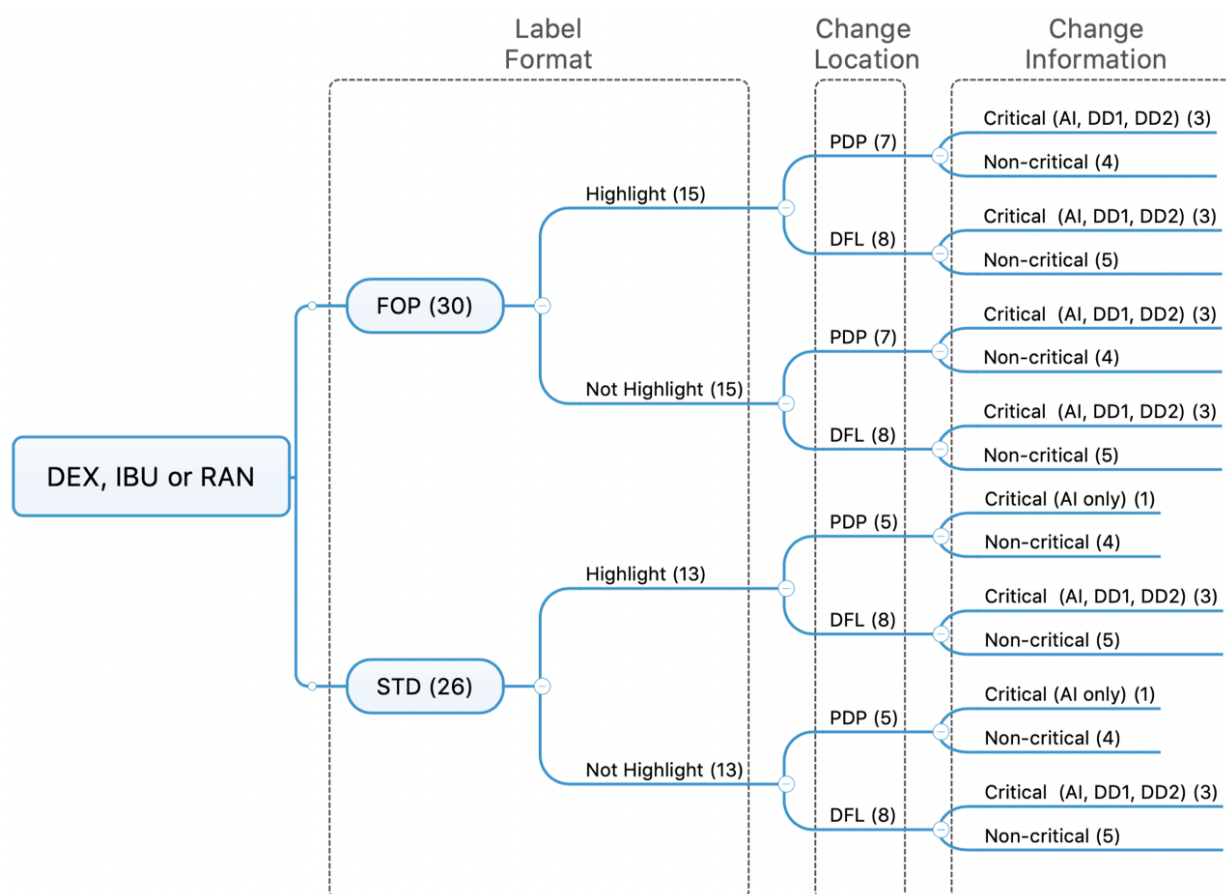 Label
Format
Change
Location
Change
Information
DEX, IBU or RAN
FOP (30)
Highlight (15)
PDP (7)
Critical (AI, DD1, DD2) (3)
Non-critical (4)
DFL (8)
Critical  (AI, DD1, DD2) (3)
Non-critical (5)
Not Highlight (15)
PDP (7)
Critical  (AI, DD1, DD2) (3)
Non-critical (4)
DFL (8)
Critical  (AI, DD1, DD2) (3)
Non-critical (5)
STD (26)
Highlight (13)
PDP (5)
Critical (AI only) (1)
Non-critical (4)
DFL (8)
Critical  (AI, DD1, DD2) (3)
Non-critical (5)
Not Highlight (13)
PDP (5)
Critical (AI only) (1)
Non-critical (4)
DFL (8)
Critical  (AI, DD1, DD2) (3)
Non-critical (5)